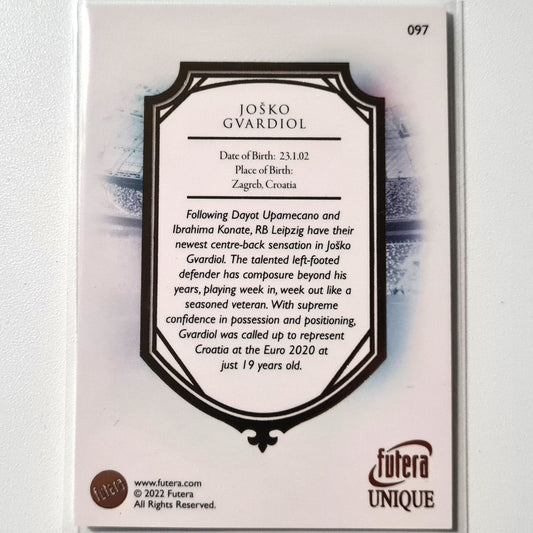 097
JOŠKO
GVARDIOL
Date of Birth: 23.1.02
Place of Birth:
Zagreb, Croatia
Following Dayot Upamecano and
Ibrahima Konate, RB Leipzig have their
newest centre-back sensation in Joško
Gvardiol. The talented left-footed
defender has composure beyond his
years, playing week in, week out like a
seasoned veteran. With supreme
confidence in possession and positioning,
Gvardiol was called up to represent
Croatia at the Euro 2020 at
just 19 years old.
futera
www.futera.com
© 2022 Futera
All Rights Reserved.
futera
UNIQUE